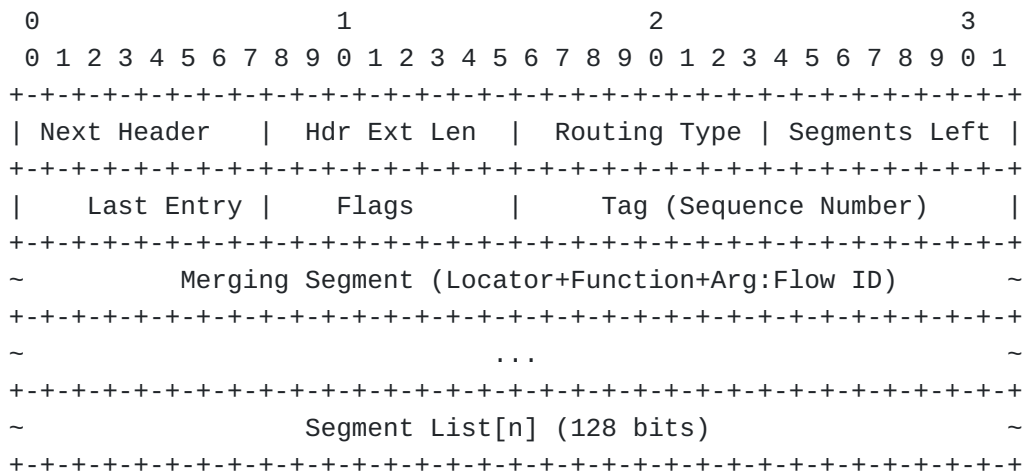 0                   1                   2                   3
 0 1 2 3 4 5 6 7 8 9 0 1 2 3 4 5 6 7 8 9 0 1 2 3 4 5 6 7 8 9 0 1
+-+-+-+-+-+-+-+-+-+-+-+-+-+-+-+-+-+-+-+-+-+-+-+-+-+-+-+-+-+-+-+-+
| Next Header   |  Hdr Ext Len  |  Routing Type | Segments Left |
+-+-+-+-+-+-+-+-+-+-+-+-+-+-+-+-+-+-+-+-+-+-+-+-+-+-+-+-+-+-+-+-+
|    Last Entry |    Flags      |     Tag (Sequence Number)     |
+-+-+-+-+-+-+-+-+-+-+-+-+-+-+-+-+-+-+-+-+-+-+-+-+-+-+-+-+-+-+-+-+
~          Merging Segment (Locator+Function+Arg:Flow ID)       ~
+-+-+-+-+-+-+-+-+-+-+-+-+-+-+-+-+-+-+-+-+-+-+-+-+-+-+-+-+-+-+-+-+
~                              ...                              ~
+-+-+-+-+-+-+-+-+-+-+-+-+-+-+-+-+-+-+-+-+-+-+-+-+-+-+-+-+-+-+-+-+
~                  Segment List[n] (128 bits)                   ~
+-+-+-+-+-+-+-+-+-+-+-+-+-+-+-+-+-+-+-+-+-+-+-+-+-+-+-+-+-+-+-+-+